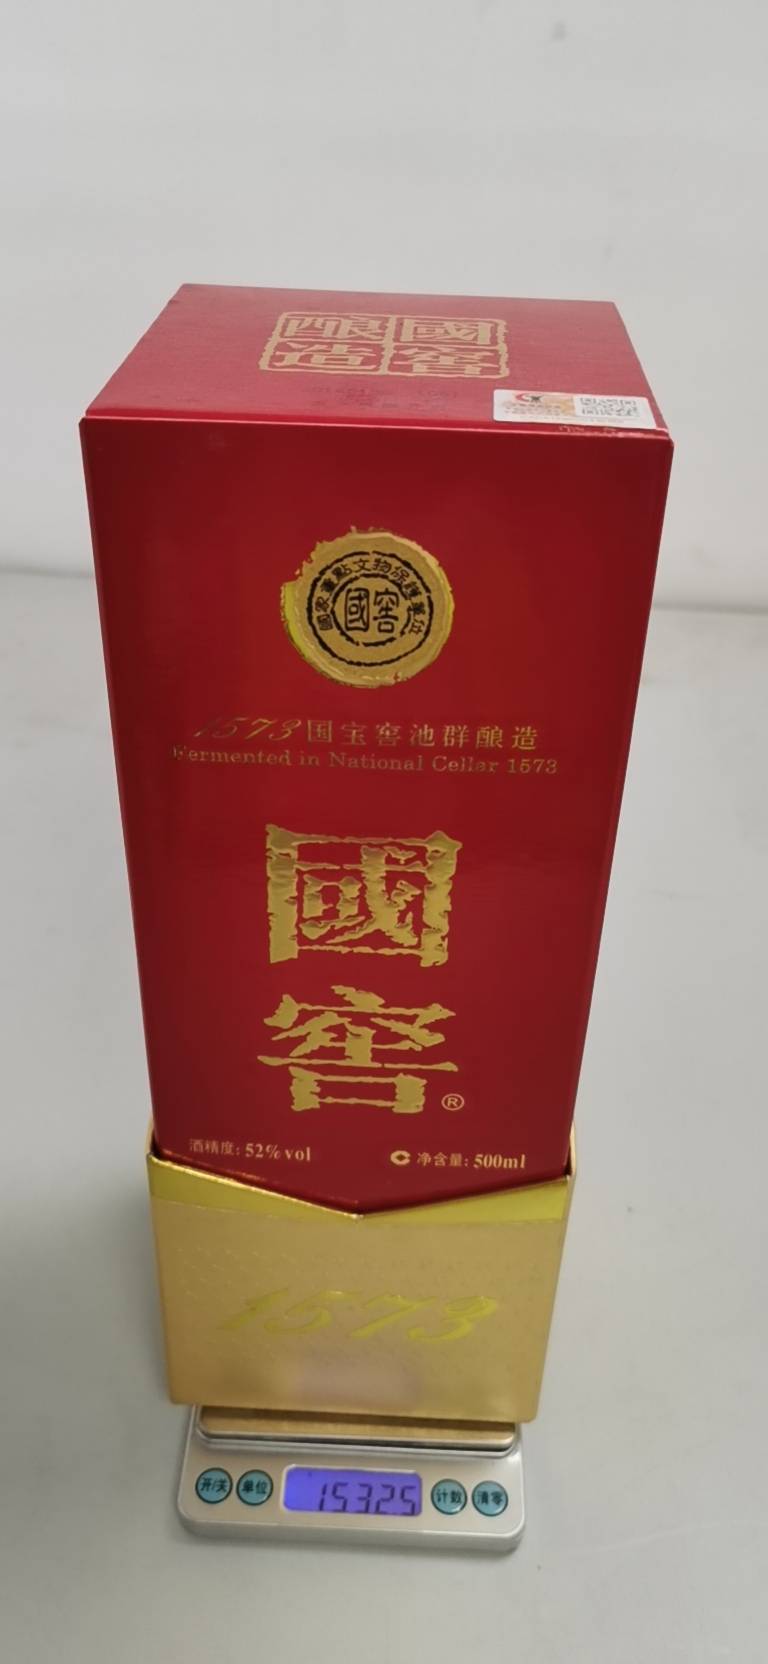 釀國
造窖
國家重點文物保護單位
國窖
1573国宝窖池群酿造
Fermented in National Cellar 1573
國
窖®
酒精度: 52%vol
净含量: 500ml
1573
开/关 单位 15325 计数 清零